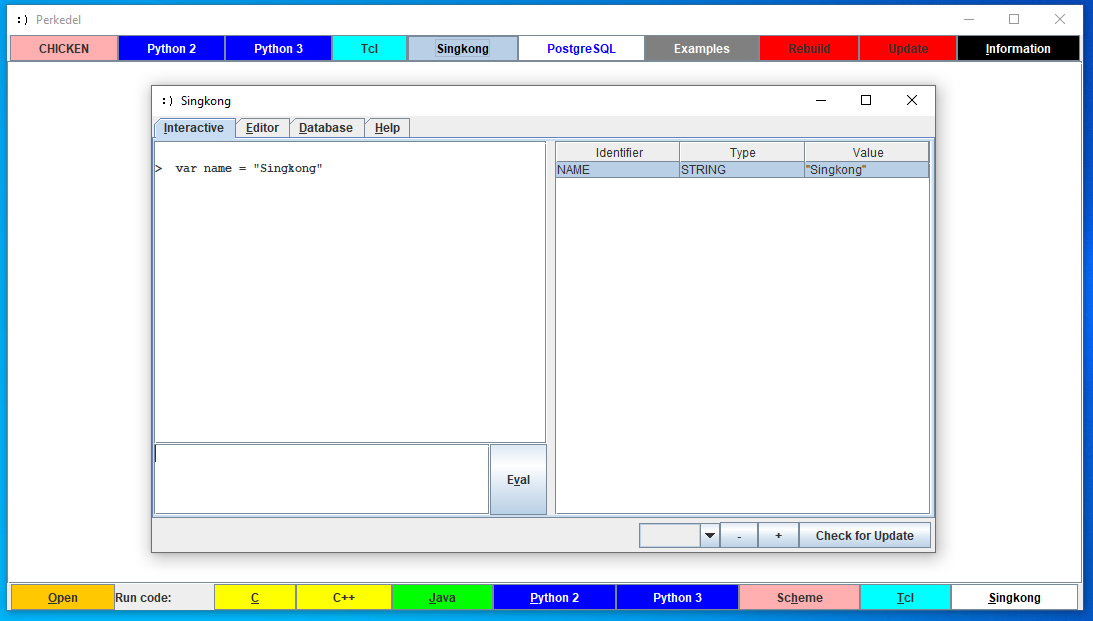 :) Perkedel
CHICKEN Python 2 Python 3 Tcl Singkong PostgreSQL Examples Rebuild Update Information
:) Singkong
Interactive Editor Database Help
Identifier Type Value
> var name = "Singkong"
NAME STRING "Singkong"
Eval
- + Check for Update
Open Run code: C C++ Java Python 2 Python 3 Scheme Tcl Singkong